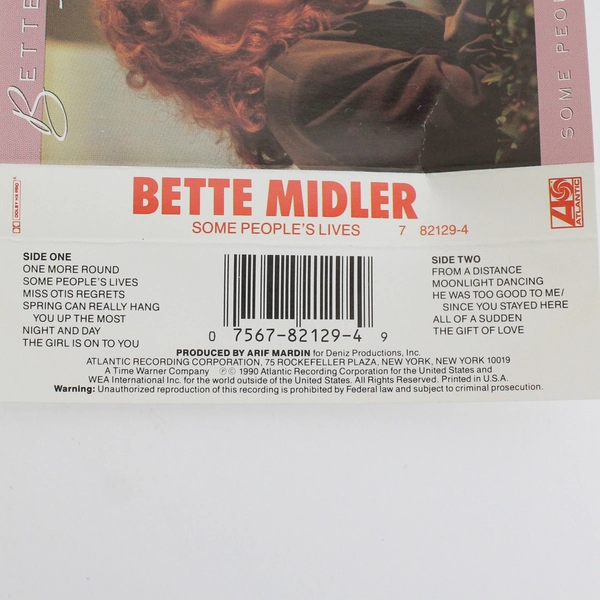 BETTE
SOME PEO
DOLBY HX PRO
BETTE MIDLER
SOME PEOPLE'S LIVES 7 82129-4
ATLANTIC
SIDE ONE
ONE MORE ROUND
SOME PEOPLE'S LIVES
MISS OTIS REGRETS
SPRING CAN REALLY HANG
YOU UP THE MOST
NIGHT AND DAY
THE GIRL IS ON TO YOU
0 7567-82129-4 9
SIDE TWO
FROM A DISTANCE
MOONLIGHT DANCING
HE WAS TOO GOOD TO ME/
SINCE YOU STAYED HERE
ALL OF A SUDDEN
THE GIFT OF LOVE
PRODUCED BY ARIF MARDIN for Deniz Productions, Inc.
ATLANTIC RECORDING CORPORATION, 75 ROCKEFELLER PLAZA, NEW YORK, NEW YORK 10019
A Time Warner Company ℗© 1990 Atlantic Recording Corporation for the United States and
WEA International Inc. for the world outside of the United States. All Rights Reserved. Printed in U.S.A.
Warning: Unauthorized reproduction of this recording is prohibited by Federal law and subject to criminal prosecution.